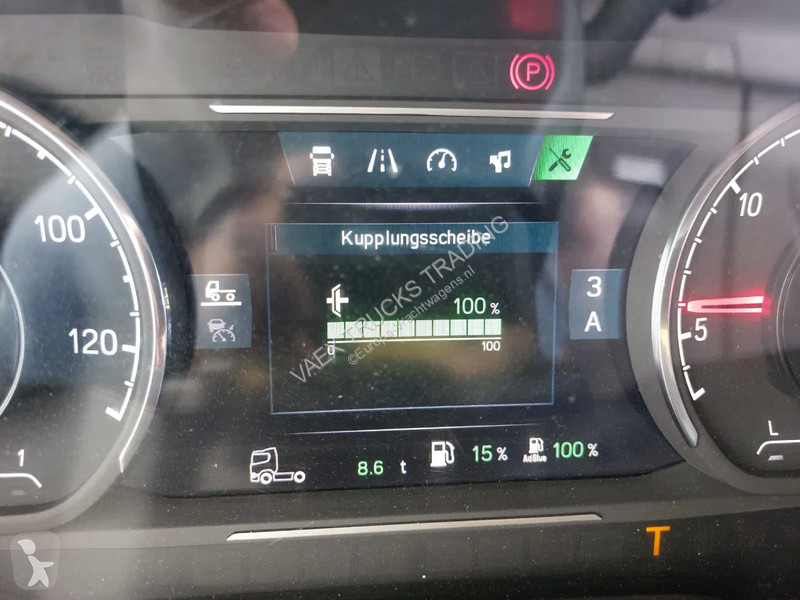 P
Kupplungsscheibe
100 %
0 100
100
120
1
3
A
10
5
L
8.6 t
15 %
AdBlue 100 %
T
VAEX TRUCKS TRADING